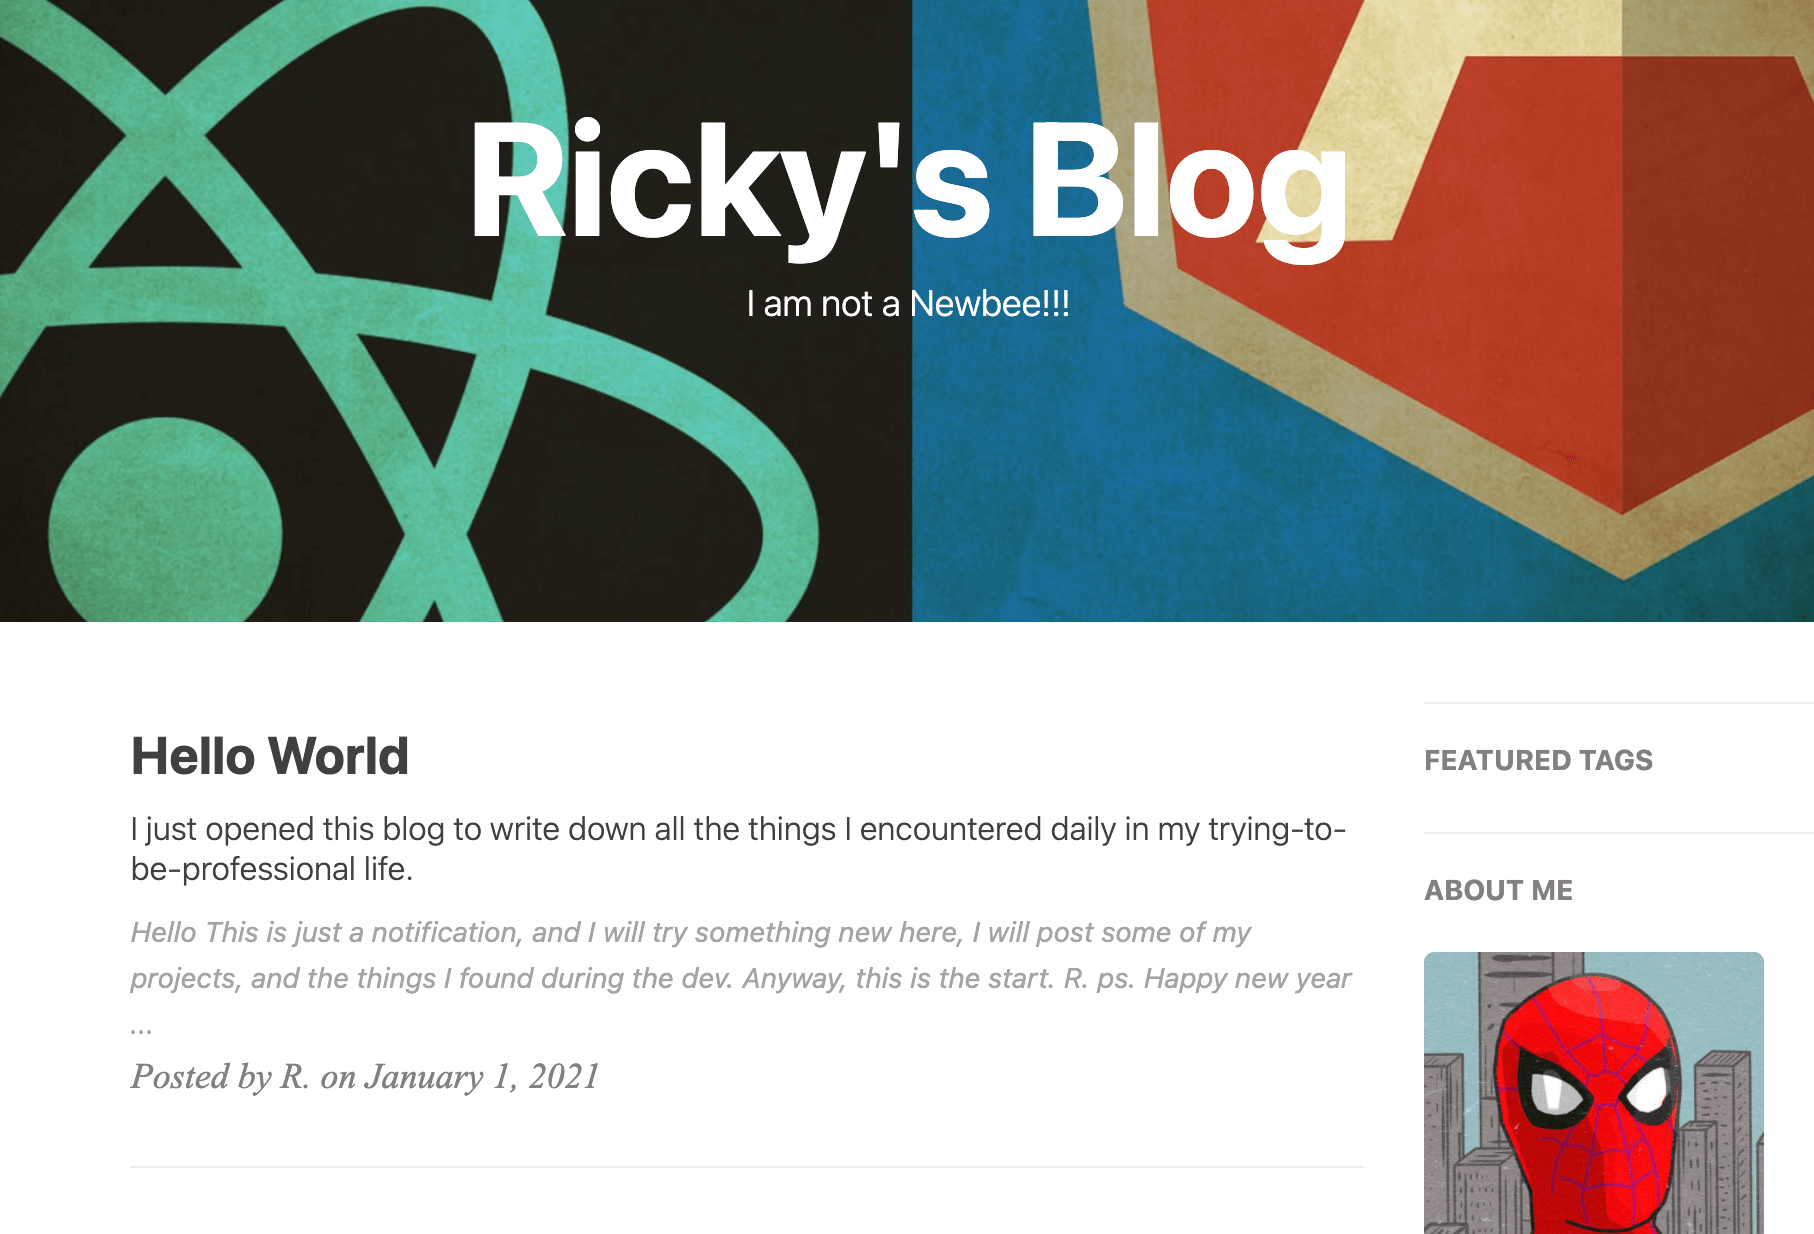 Ricky's Blog
I am not a Newbee!!!
Hello World
I just opened this blog to write down all the things I encountered daily in my trying-to-
be-professional life.
Hello This is just a notification, and I will try something new here, I will post some of my
projects, and the things I found during the dev. Anyway, this is the start. R. ps. Happy new year
...
Posted by R. on January 1, 2021
FEATURED TAGS
ABOUT ME